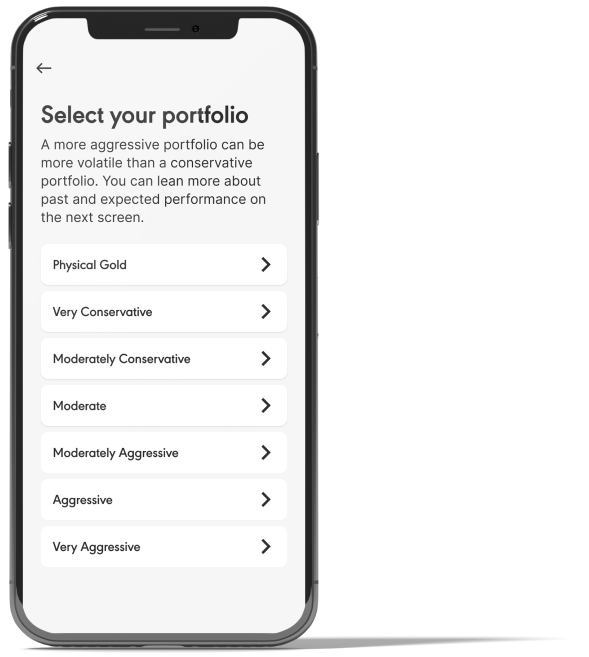 Select your portfolio
A more aggressive portfolio can be
more volatile than a conservative
portfolio. You can lean more about
past and expected performance on
the next screen.
Physical Gold
Very Conservative
Moderately Conservative
Moderate
Moderately Aggressive
Aggressive
Very Aggressive